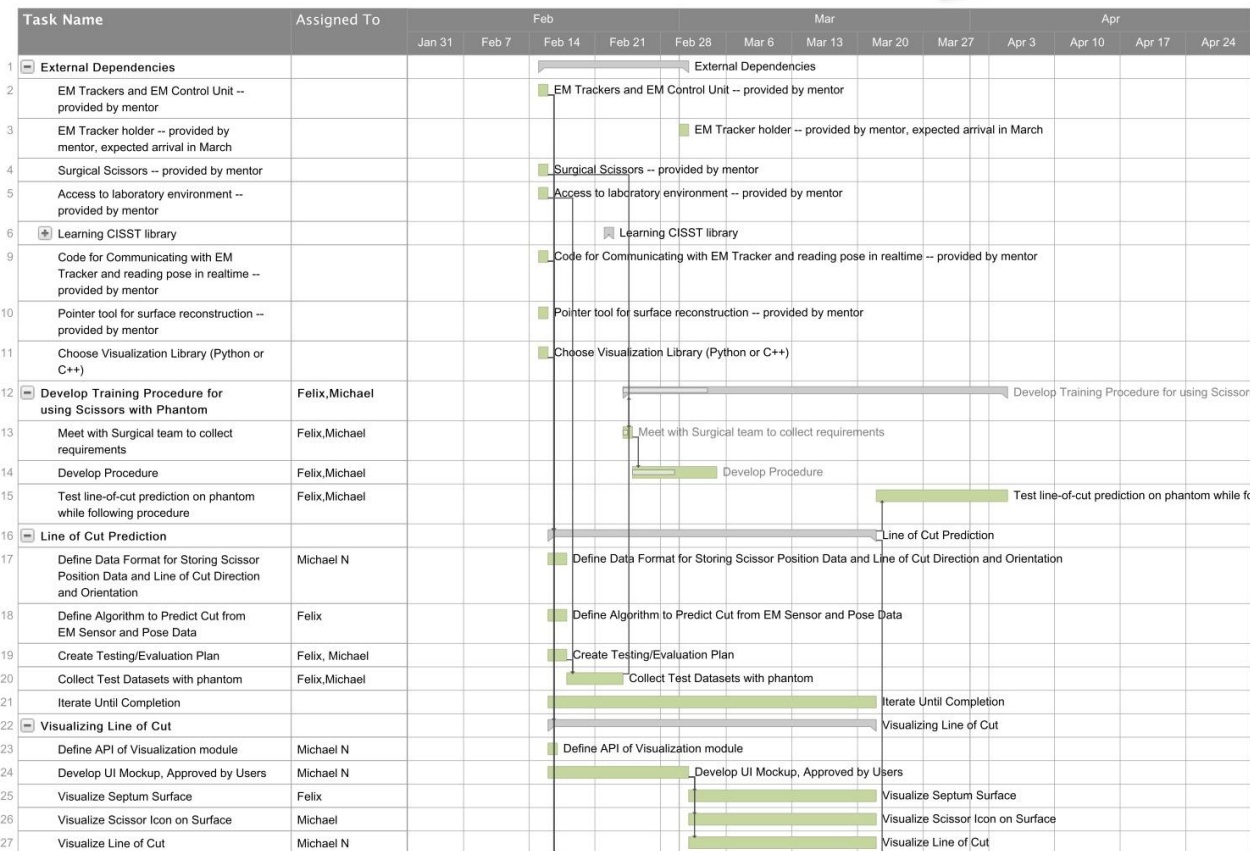 Task Name Assigned To Feb Mar Apr
Jan 31 Feb 7 Feb 14 Feb 21 Feb 28 Mar 6 Mar 13 Mar 20 Mar 27 Apr 3 Apr 10 Apr 17 Apr 24
1 External Dependencies External Dependencies
2 EM Trackers and EM Control Unit -- EM Trackers and EM Control Unit -- provided by mentor
provided by mentor
3 EM Tracker holder -- provided by EM Tracker holder -- provided by mentor, expected arrival in March
mentor, expected arrival in March
4 Surgical Scissors -- provided by mentor Surgical Scissors -- provided by mentor
5 Access to laboratory environment -- Access to laboratory environment -- provided by mentor
provided by mentor
6 Learning CISST library Learning CISST library
9 Code for Communicating with EM Code for Communicating with EM Tracker and reading pose in realtime -- provided by mentor
Tracker and reading pose in realtime --
provided by mentor
10 Pointer tool for surface reconstruction -- Pointer tool for surface reconstruction -- provided by mentor
provided by mentor
11 Choose Visualization Library (Python or Choose Visualization Library (Python or C++)
C++)
12 Develop Training Procedure for Felix,Michael Develop Training Procedure for using Scissor
using Scissors with Phantom
13 Meet with Surgical team to collect Felix,Michael Meet with Surgical team to collect requirements
requirements
14 Develop Procedure Felix,Michael Develop Procedure
15 Test line-of-cut prediction on phantom Felix,Michael Test line-of-cut prediction on phantom while fo
while following procedure
16 Line of Cut Prediction Line of Cut Prediction
17 Define Data Format for Storing Scissor Michael N Define Data Format for Storing Scissor Position Data and Line of Cut Direction and Orientation
Position Data and Line of Cut Direction
and Orientation
18 Define Algorithm to Predict Cut from Felix Define Algorithm to Predict Cut from EM Sensor and Pose Data
EM Sensor and Pose Data
19 Create Testing/Evaluation Plan Felix, Michael Create Testing/Evaluation Plan
20 Collect Test Datasets with phantom Felix,Michael Collect Test Datasets with phantom
21 Iterate Until Completion Iterate Until Completion
22 Visualizing Line of Cut Visualizing Line of Cut
23 Define API of Visualization module Michael N Define API of Visualization module
24 Develop UI Mockup, Approved by Users Michael N Develop UI Mockup, Approved by Users
25 Visualize Septum Surface Felix Visualize Septum Surface
26 Visualize Scissor Icon on Surface Michael Visualize Scissor Icon on Surface
27 Visualize Line of Cut Michael N Visualize Line of Cut